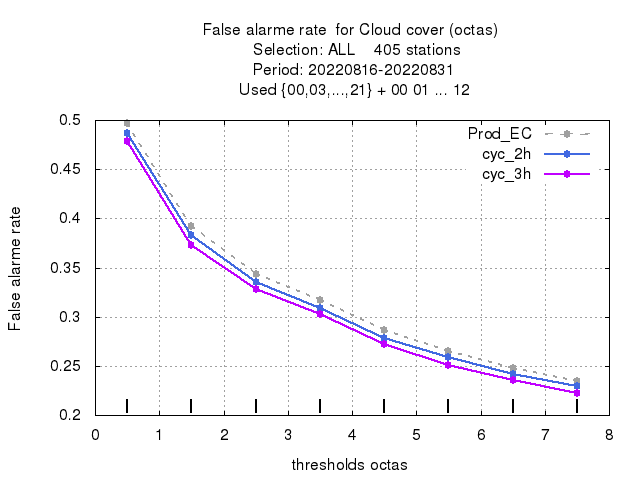 False alarme rate  for Cloud cover (octas)
Selection: ALL    405 stations
Period: 20220816-20220831
Used {00,03,...,21} + 00 01 ... 12
Prod_EC
cyc_2h
cyc_3h
0.5
0.45
0.4
0.35
0.3
0.25
0.2
False alarme rate
0 1 2 3 4 5 6 7 8
thresholds octas